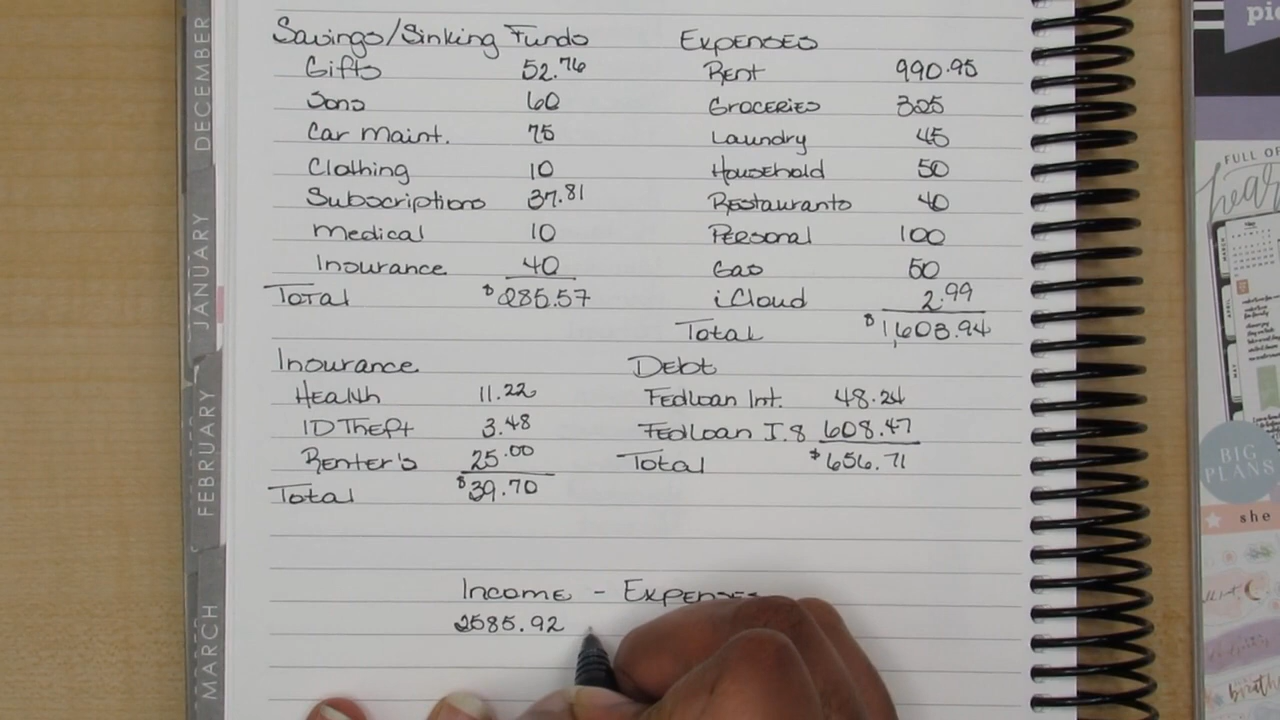 DECEMBER
JANUARY
FEBRUARY
MARCH
Savings/Sinking Funds
Gifts 52.76
Sons 60
Car Maint. 75
Clothing 10
Subscriptions 37.81
Medical 10
Insurance 40
Total $285.57
Expenses
Rent 990.95
Groceries 325
Laundry 45
Household 50
Restaurants 40
Personal 100
Gas 50
iCloud 2.99
Total $1,603.94
Insurance
Health 11.22
ID Theft 3.48
Renter's 25.00
Total $39.70
Debt
Fedloan Int. 48.24
Fedloan I.8 608.47
Total $656.71
Income - Expenses
2585.92
FULL OF
BIG
PLANS
she